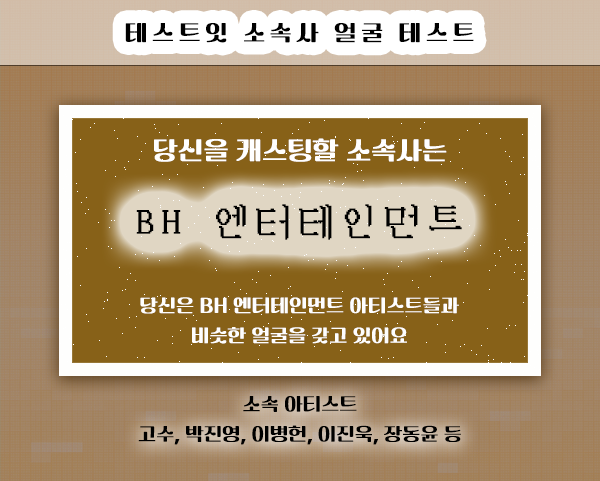 테스트잇 소속사 얼굴 테스트
당신을 캐스팅할 소속사는
BH 엔터테인먼트
당신은 BH 엔터테인먼트 아티스트들과
비슷한 얼굴을 갖고 있어요
소속 아티스트
고수, 박진영, 이병헌, 이진욱, 장동윤 등